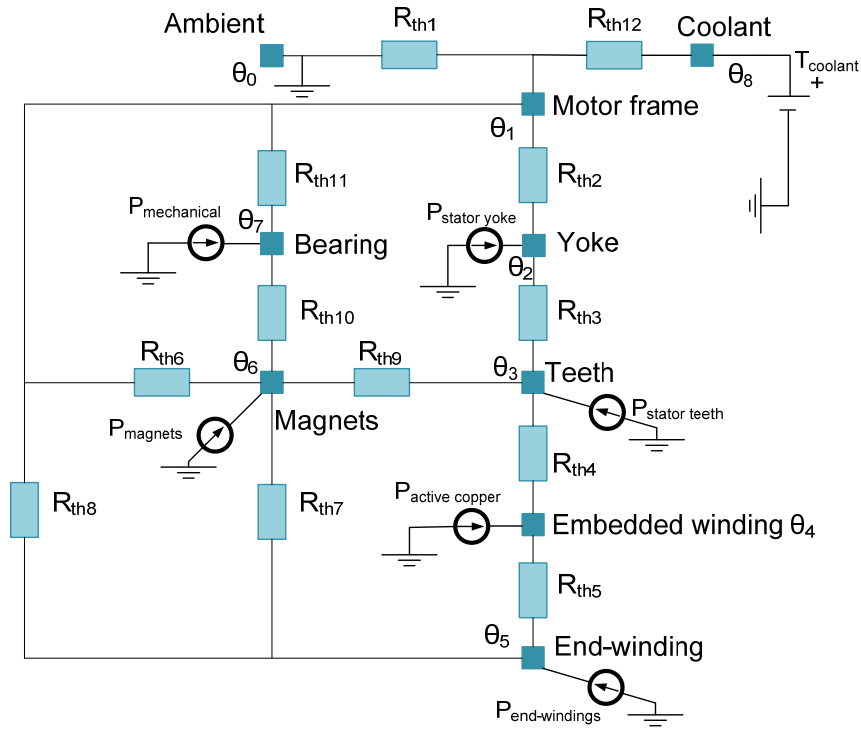 Ambient
Rth1
Rth12
Coolant
θ0
θ8
Tcoolant
+
Motor frame
θ1
Rth11
Rth2
Pmechanical
θ7
Pstator yoke
Bearing
Yoke
θ2
Rth10
Rth3
Rth6
θ6
Rth9
θ3
Teeth
Pmagnets
Magnets
Pstator teeth
Rth4
Rth8
Rth7
Pactive copper
Embedded winding θ4
Rth5
θ5
End-winding
Pend-windings